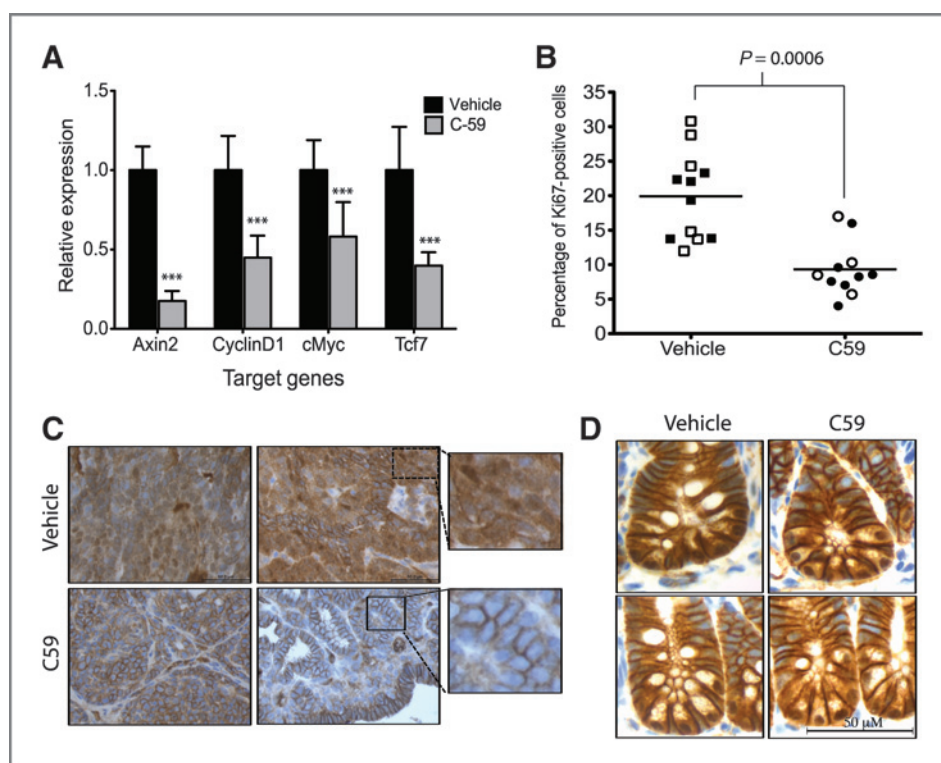 A
Relative expression
1.5
1.0
0.5
0.0
Vehicle
C-59
***
***
***
***
Axin2 CyclinD1 cMyc Tcf7
Target genes
B
P = 0.0006
Percentage of Ki67-positive cells
35
30
25
20
15
10
5
0
Vehicle C59
C
Vehicle
C59
D
Vehicle C59
50 μM